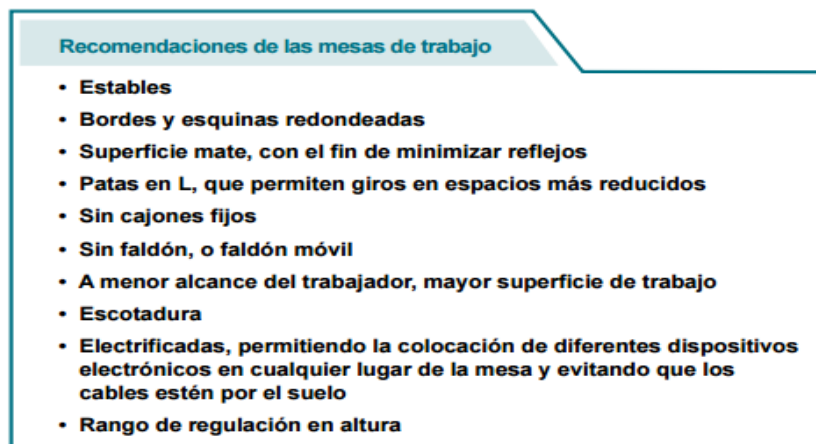 Recomendaciones de las mesas de trabajo
• Estables
• Bordes y esquinas redondeadas
• Superficie mate, con el fin de minimizar reflejos
• Patas en L, que permiten giros en espacios más reducidos
• Sin cajones fijos
• Sin faldón, o faldón móvil
• A menor alcance del trabajador, mayor superficie de trabajo
• Escotadura
• Electrificadas, permitiendo la colocación de diferentes dispositivos
electrónicos en cualquier lugar de la mesa y evitando que los
cables estén por el suelo
• Rango de regulación en altura